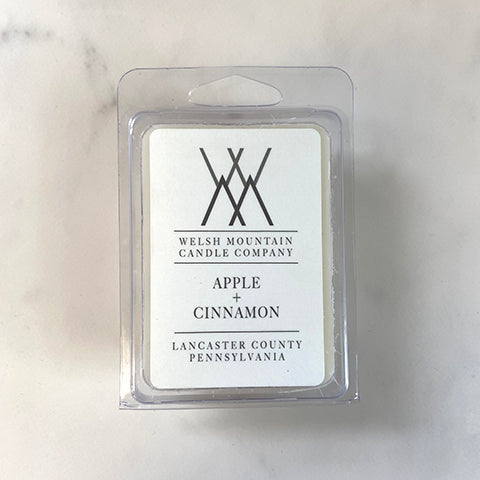 WELSH MOUNTAIN
CANDLE COMPANY
APPLE
+
CINNAMON
LANCASTER COUNTY
PENNSYLVANIA